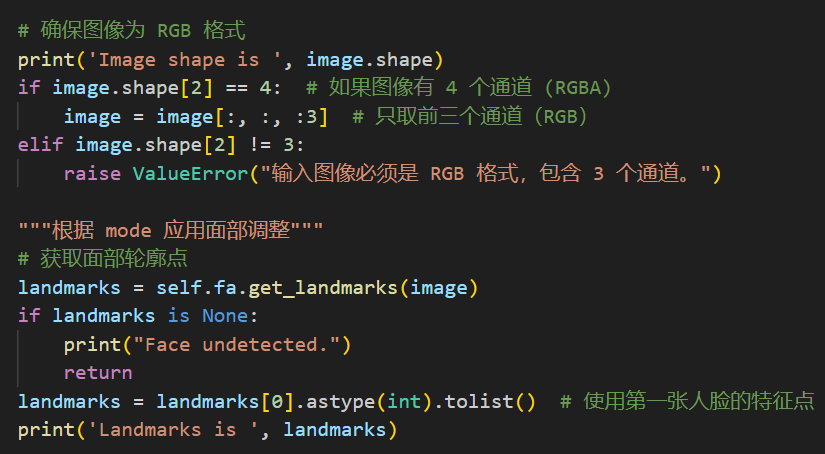 # 确保图像为 RGB 格式
print('Image shape is ', image.shape)
if image.shape[2] == 4:  # 如果图像有 4 个通道（RGBA）
    image = image[:, :, :3]  # 只取前三个通道（RGB）
elif image.shape[2] != 3:
    raise ValueError("输入图像必须是 RGB 格式，包含 3 个通道。")
"""根据 mode 应用面部调整"""
# 获取面部轮廓点
landmarks = self.fa.get_landmarks(image)
if landmarks is None:
    print("Face undetected.")
    return
landmarks = landmarks[0].astype(int).tolist()  # 使用第一张人脸的特征点
print('Landmarks is ', landmarks)